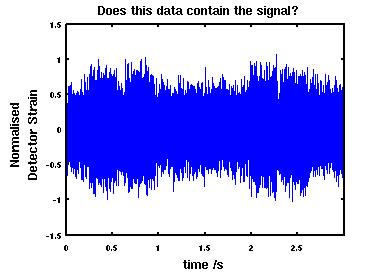 Does this data contain the signal?
1.5
1
0.5
0
-0.5
-1
-1.5
Normalised
Detector Strain
0 0.5 1 1.5 2 2.5
time /s